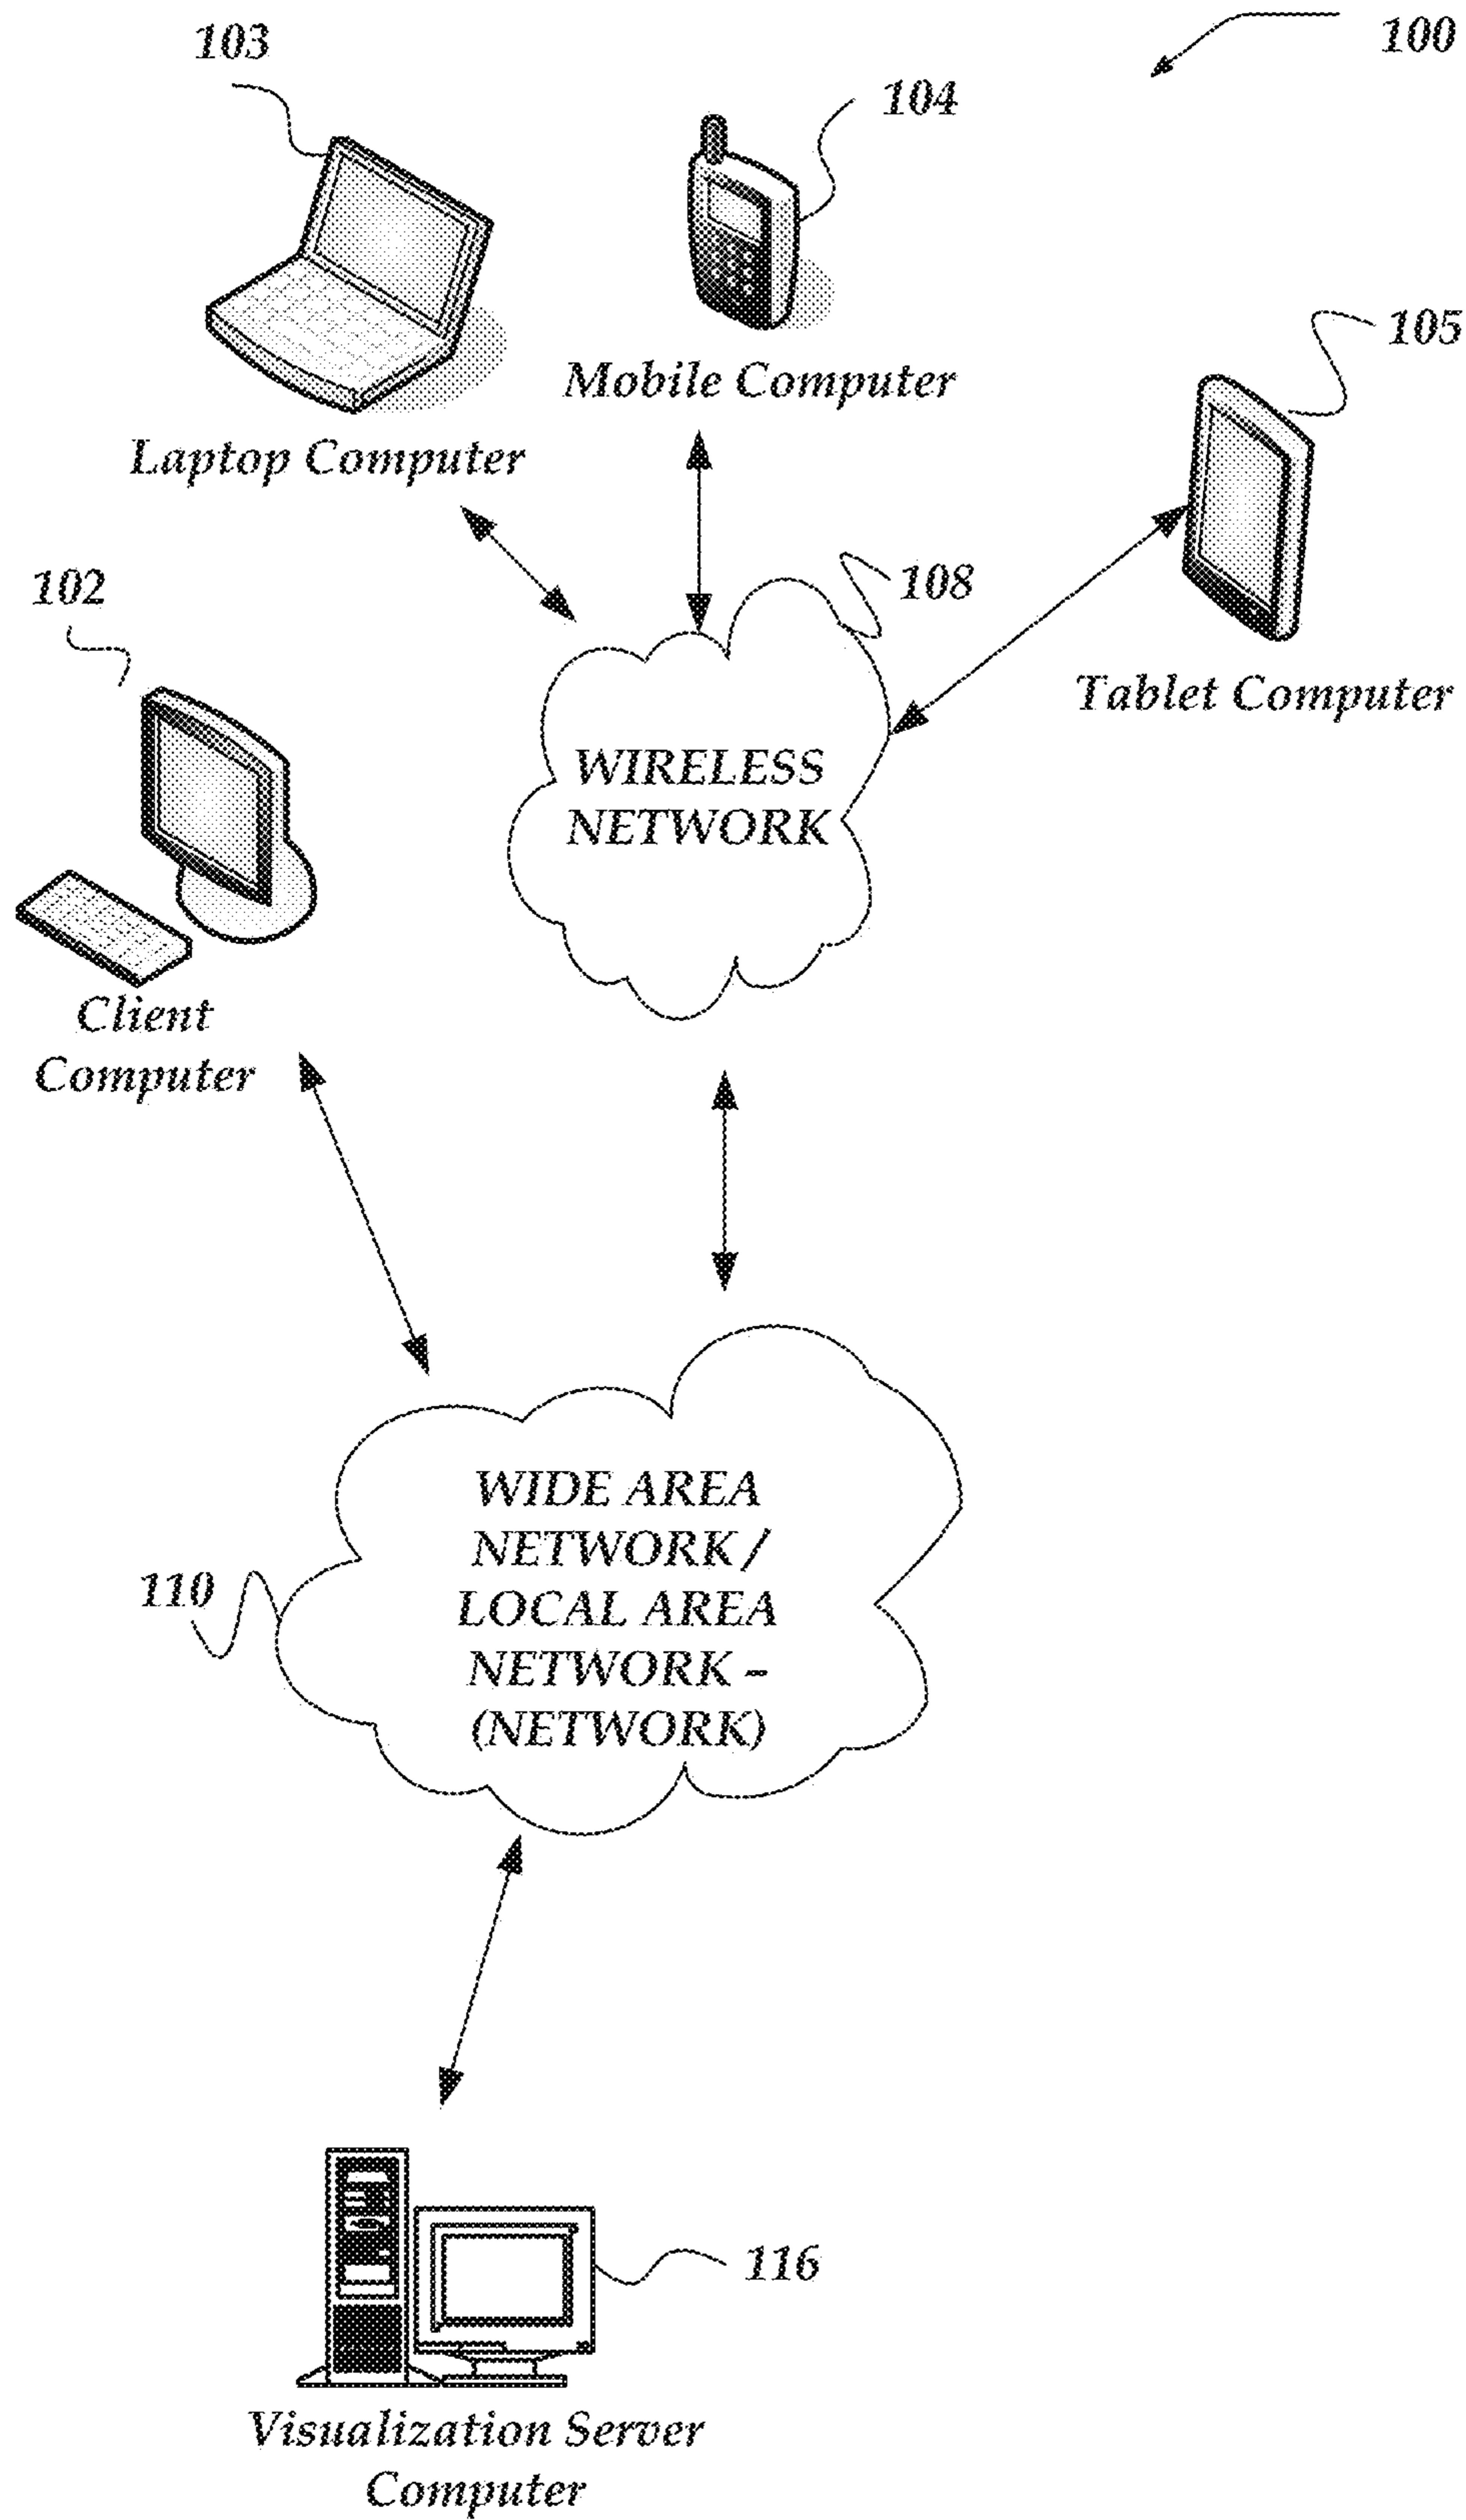 100
103
104
105
Mobile Computer
Laptop Computer
108
102
Tablet Computer
WIRELESS
NETWORK
Client
Computer
WIDE AREA
NETWORK /
LOCAL AREA
NETWORK –
(NETWORK)
110
116
Visualization Server
Computer